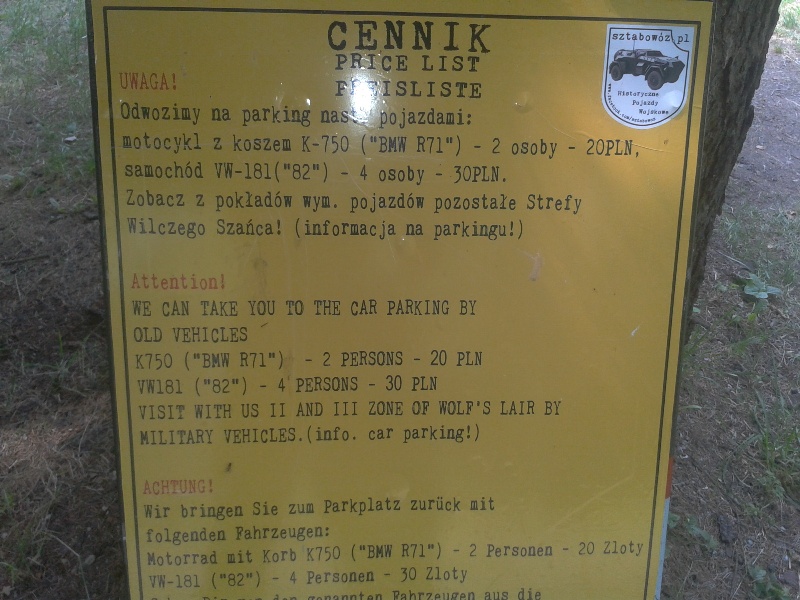 CENNIK
PRICE LIST
PREISLISTE
sztabowóz.pl
Historyczne
Pojazdy
Wojskowe
UWAGA!
Odwozimy na parking pojazdami:
motocykl z koszem K-750 ("BMW R71") - 2 osoby - 20PLN,
samochód VW-181("82") - 4 osoby - 30PLN.
Zobacz z pokładów wym. pojazdów pozostałe Strefy
Wilczego Szańca! (informacja na parkingu!)
Attention!
WE CAN TAKE YOU TO THE CAR PARKING BY
OLD VEHICLES
K750 ("BMW R71") - 2 PERSONS - 20 PLN
VW181 ("82") - 4 PERSONS - 30 PLN
VISIT WITH US II AND III ZONE OF WOLF'S LAIR BY
MILITARY VEHICLES.(info. car parking!)
ACHTUNG!
Wir bringen Sie zum Parkplatz zurück mit
folgenden Fahrzeugen:
Motorrad mit Korb K750 ("BMW R71") - 2 Personen - 20 Zloty
VW-181 ("82") - 4 Personen - 30 Zloty
genannten Fahrzeugen aus die